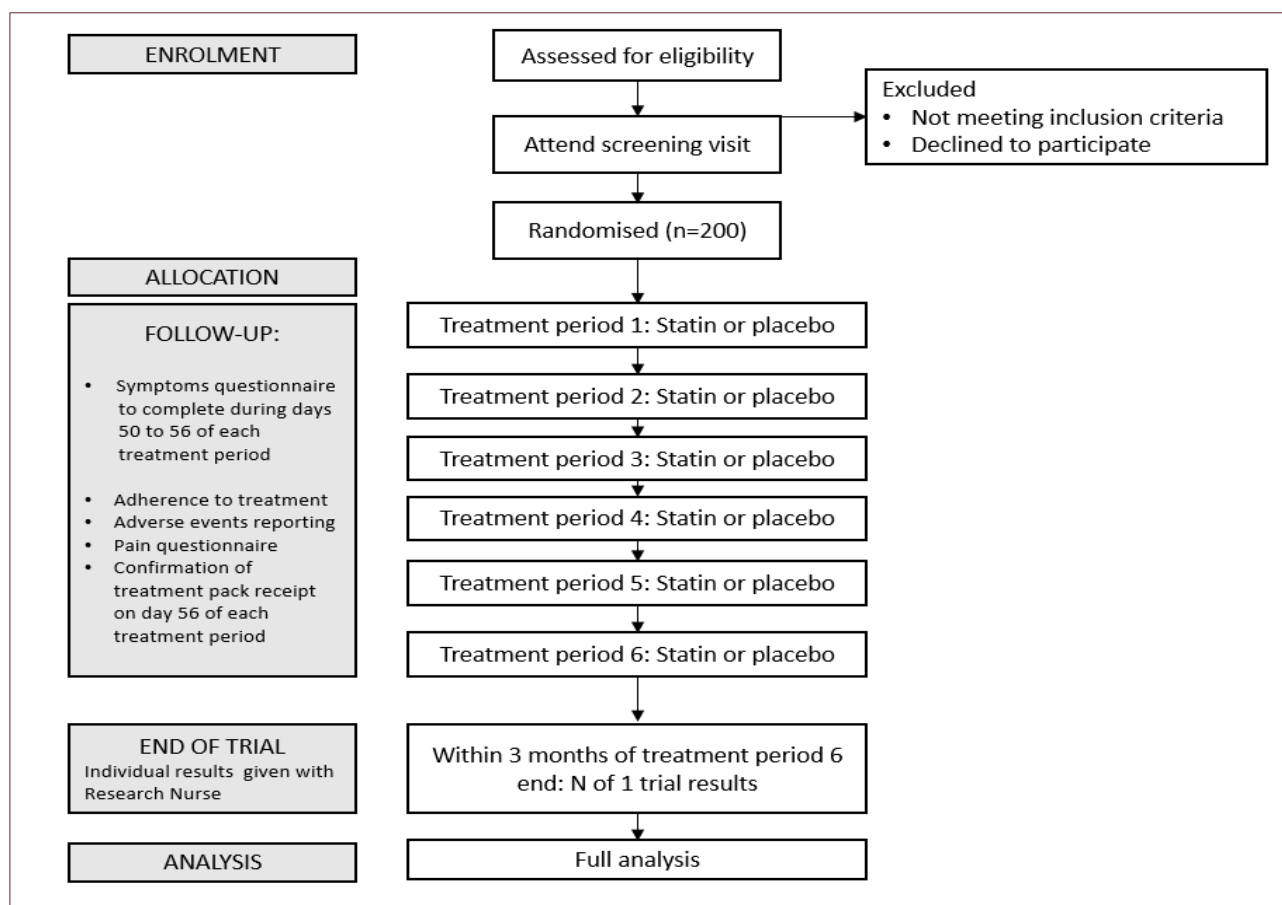 ENROLMENT
Assessed for eligibility
Excluded
• Not meeting inclusion criteria
• Declined to participate
Attend screening visit
Randomised (n=200)
ALLOCATION
FOLLOW-UP:
• Symptoms questionnaire
to complete during days
50 to 56 of each
treatment period
• Adherence to treatment
• Adverse events reporting
• Pain questionnaire
• Confirmation of
treatment pack receipt
on day 56 of each
treatment period
Treatment period 1: Statin or placebo
Treatment period 2: Statin or placebo
Treatment period 3: Statin or placebo
Treatment period 4: Statin or placebo
Treatment period 5: Statin or placebo
Treatment period 6: Statin or placebo
END OF TRIAL
Individual results given with
Research Nurse
Within 3 months of treatment period 6
end: N of 1 trial results
ANALYSIS
Full analysis